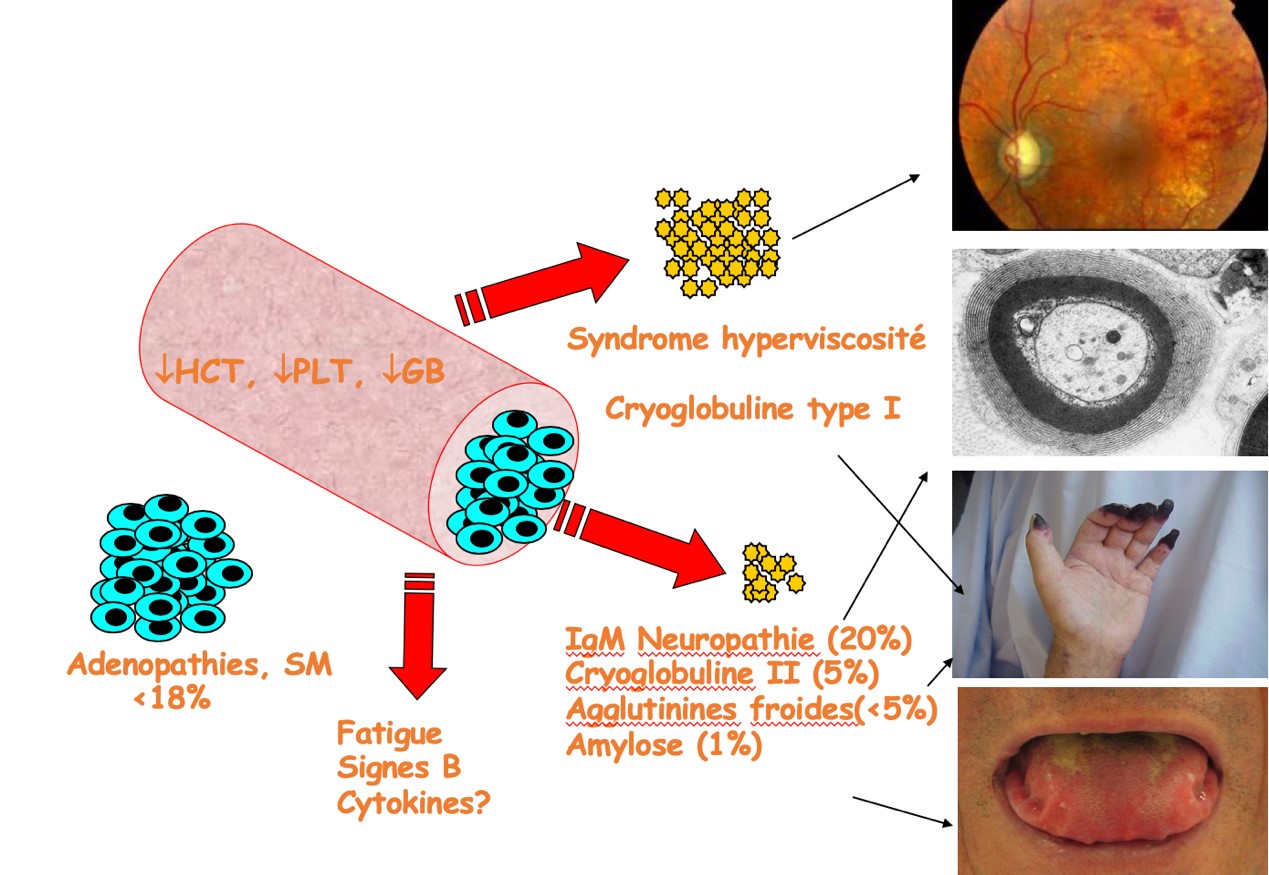 ↓HCT, ↓PLT, ↓GB
Syndrome hyperviscosité
Cryoglobuline type I
Adenopathies, SM
<18%
Fatigue
Signes B
Cytokines?
IgM Neuropathie (20%)
Cryoglobuline II (5%)
Agglutinines froides(<5%)
Amylose (1%)